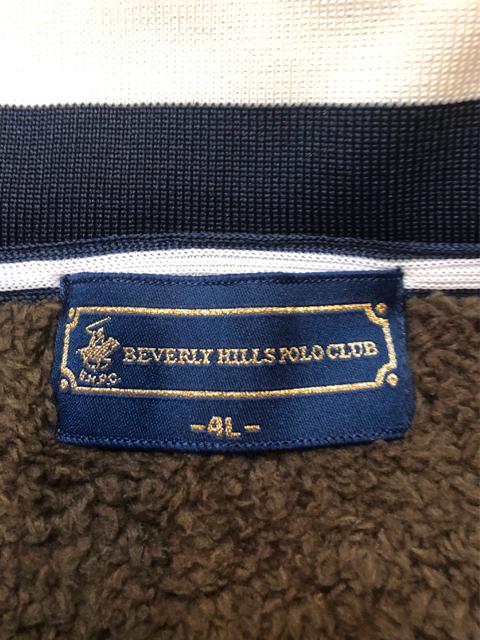 BEVERLY HILLS POLO CLUB
B.H.P.C.
-4L-